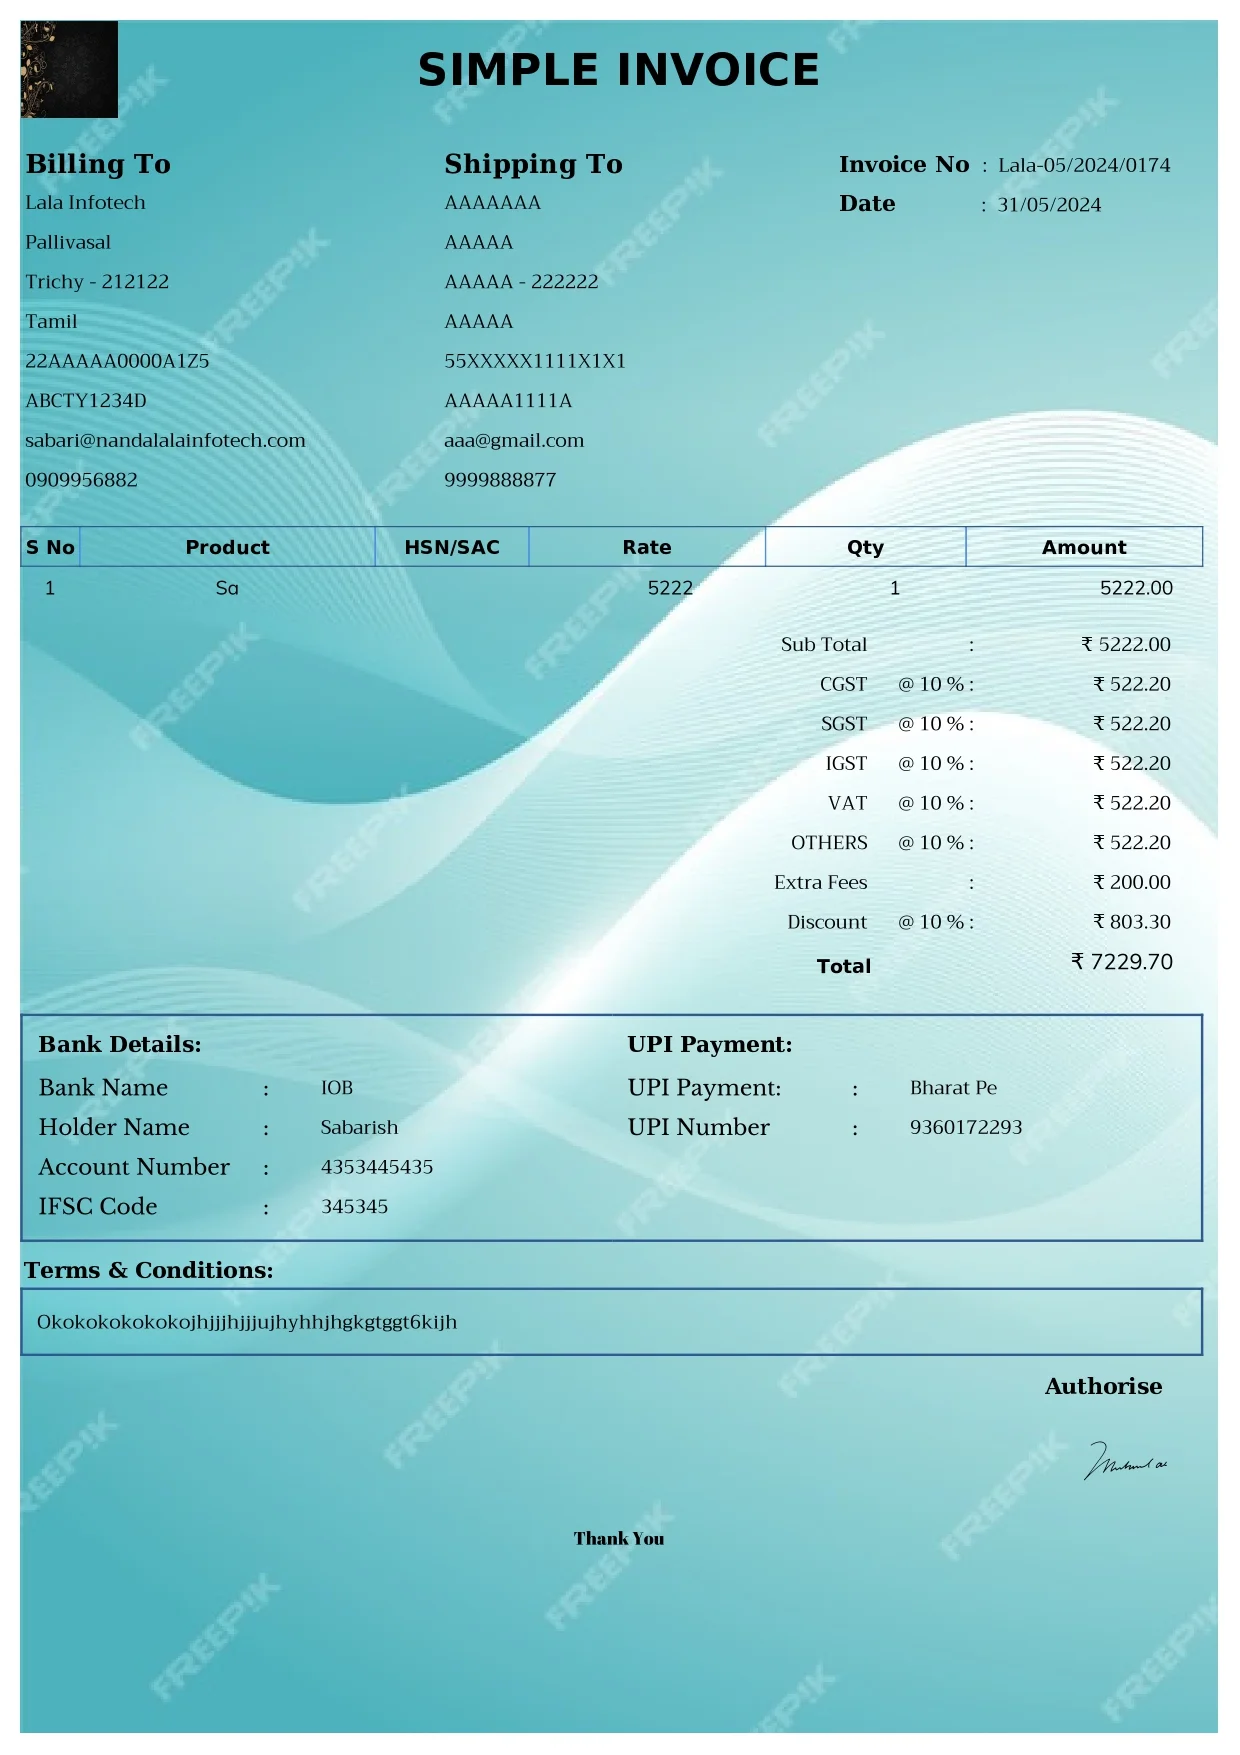 SIMPLE INVOICE
Billing To
Lala Infotech
Pallivasal
Trichy - 212122
Tamil
22AAAAA0000A1Z5
ABCTY1234D
sabari@nandalalainfotech.com
0909956882
Shipping To
AAAAAAA
AAAAA
AAAAA - 222222
AAAAA
55XXXXX1111X1X1
AAAAA1111A
aaa@gmail.com
9999888877
Invoice No : Lala-05/2024/0174
Date : 31/05/2024
S No Product HSN/SAC Rate Qty Amount
1 Sa 5222 1 5222.00
Sub Total : ₹ 5222.00
CGST @ 10 % : ₹ 522.20
SGST @ 10 % : ₹ 522.20
IGST @ 10 % : ₹ 522.20
VAT @ 10 % : ₹ 522.20
OTHERS @ 10 % : ₹ 522.20
Extra Fees : ₹ 200.00
Discount @ 10 % : ₹ 803.30
Total ₹ 7229.70
Bank Details:
Bank Name : IOB
Holder Name : Sabarish
Account Number : 4353445435
IFSC Code : 345345
UPI Payment:
UPI Payment: : Bharat Pe
UPI Number : 9360172293
Terms & Conditions:
Okokokokokokojhjjjhjjjujhyhhjhgkgtggt6kijh
Authorise
Thank You
FREEPIK